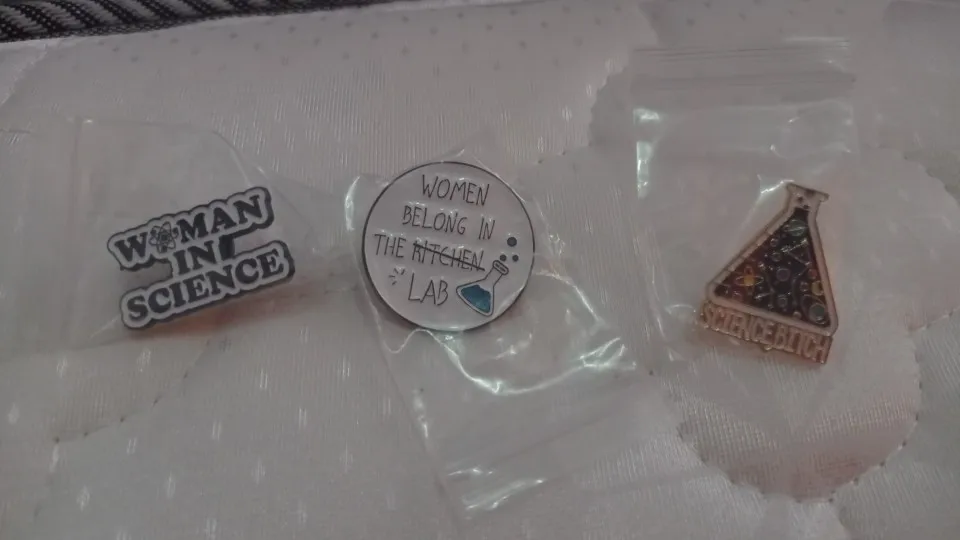 WOMAN
IN
SCIENCE
WOMEN
BELONG IN
THE KITCHEN
LAB
SCIENCE BITCH